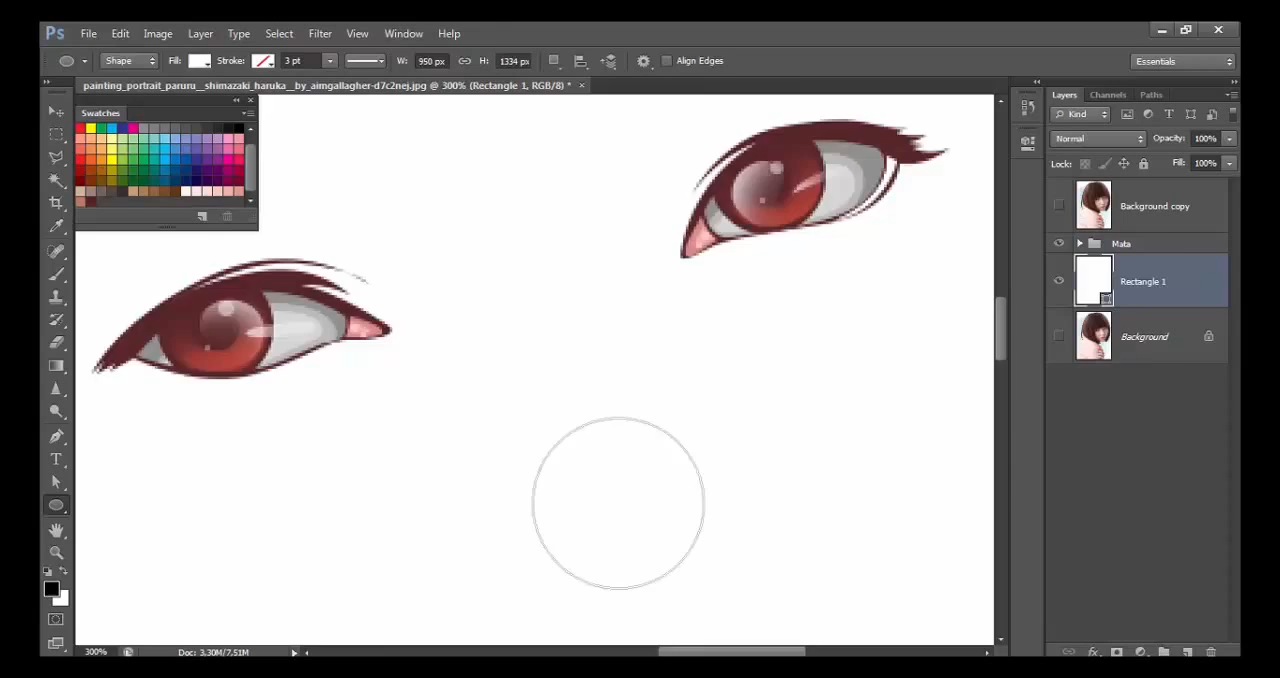 Ps File Edit Image Layer Type Select Filter View Window Help
Shape Fill: Stroke: 3 pt W: 950 px H: 1334 px Align Edges Essentials
painting_portrait_paruru__shimazaki_haruka__by_aimgallagher-d7c2nej.jpg @ 300% (Rectangle 1, RGB/8) * ×
Swatches
Layers Channels Paths
Kind
Normal Opacity: 100%
Lock: Fill: 100%
Background copy
Mata
Rectangle 1
Background
300% Doc: 3,30M/7,51M